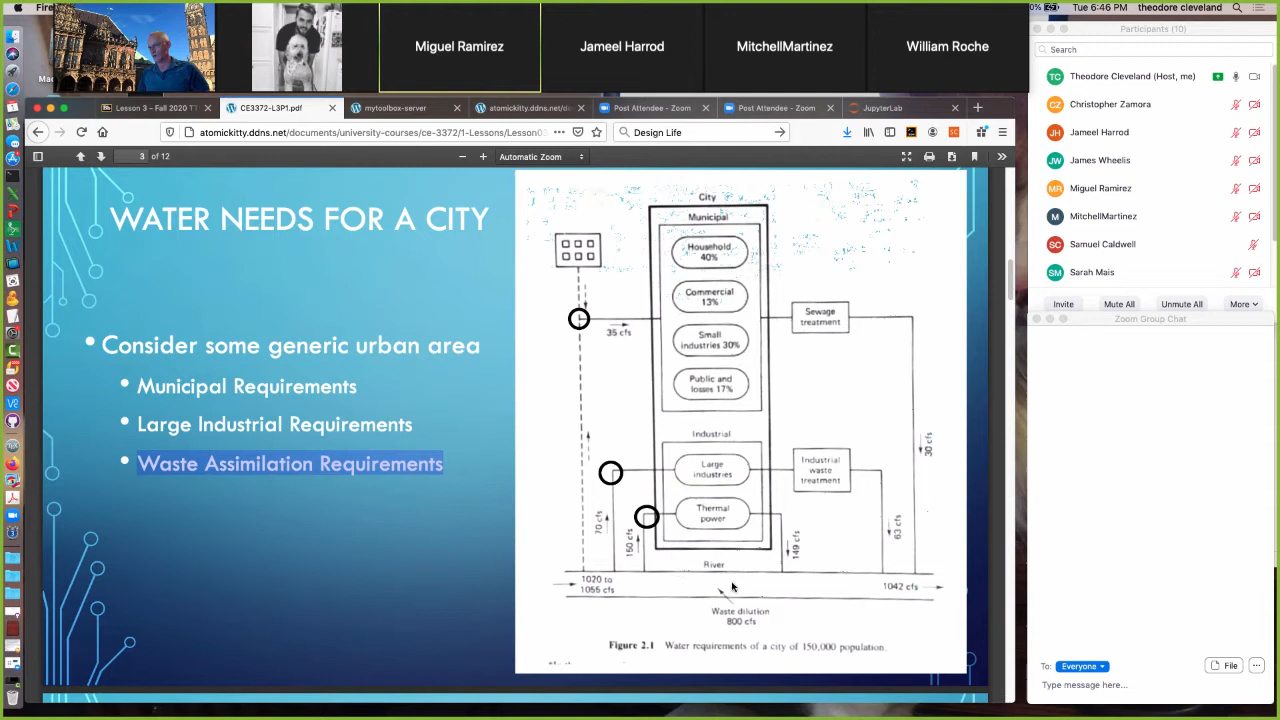 Fire
0%
Tue 6:46 PM
theodore cleveland
Miguel Ramirez
Jameel Harrod
MitchellMartinez
William Roche
Lesson 3 – Fall 2020 TT
CE3372-L3P1.pdf
mytoolbox-server
atomickitty.ddns.net/de
Post Attendee - Zoom
Post Attendee - Zoom
JupyterLab
atomickitty.ddns.net/documents/university-courses/ce-3372/1-Lessons/Lesson0
Design Life
3 of 12
Automatic Zoom
WATER NEEDS FOR A CITY
Consider some generic urban area
Municipal Requirements
Large Industrial Requirements
Waste Assimilation Requirements
City
Municipal
Household
40%
Commercial
13%
Small
industries 30%
Public and
losses 17%
Sewage
treatment
35 cfs
30 cfs
Industrial
Large
industries
Thermal
power
Industrial
waste
treatment
70 cfs
150 cfs
149 cfs
63 cfs
River
1020 to
1055 cfs
1042 cfs
Waste dilution
800 cfs
Figure 2.1 Water requirements of a city of 150,000 population.
Participants (10)
Search
TC Theodore Cleveland (Host, me)
CZ Christopher Zamora
JH Jameel Harrod
JW James Wheelis
MR Miguel Ramirez
M MitchellMartinez
SC Samuel Caldwell
SM Sarah Mais
Invite
Mute All
Unmute All
More
Zoom Group Chat
To: Everyone
File
Type message here...